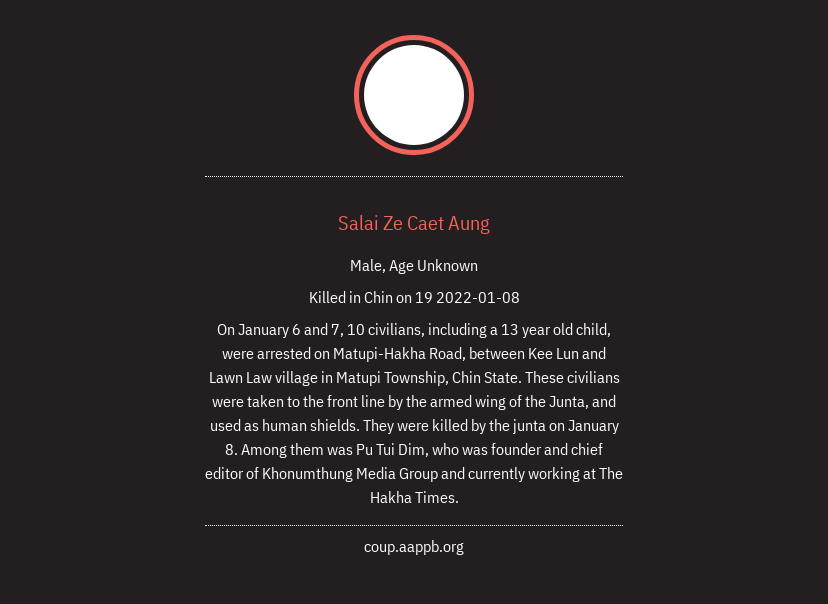 Salai Ze Caet Aung
Male, Age Unknown
Killed in Chin on 19 2022-01-08
On January 6 and 7, 10 civilians, including a 13 year old child,
were arrested on Matupi-Hakha Road, between Kee Lun and
Lawn Law village in Matupi Township, Chin State. These civilians
were taken to the front line by the armed wing of the Junta, and
used as human shields. They were killed by the junta on January
8. Among them was Pu Tui Dim, who was founder and chief
editor of Khonumthung Media Group and currently working at The
Hakha Times.
coup.aappb.org